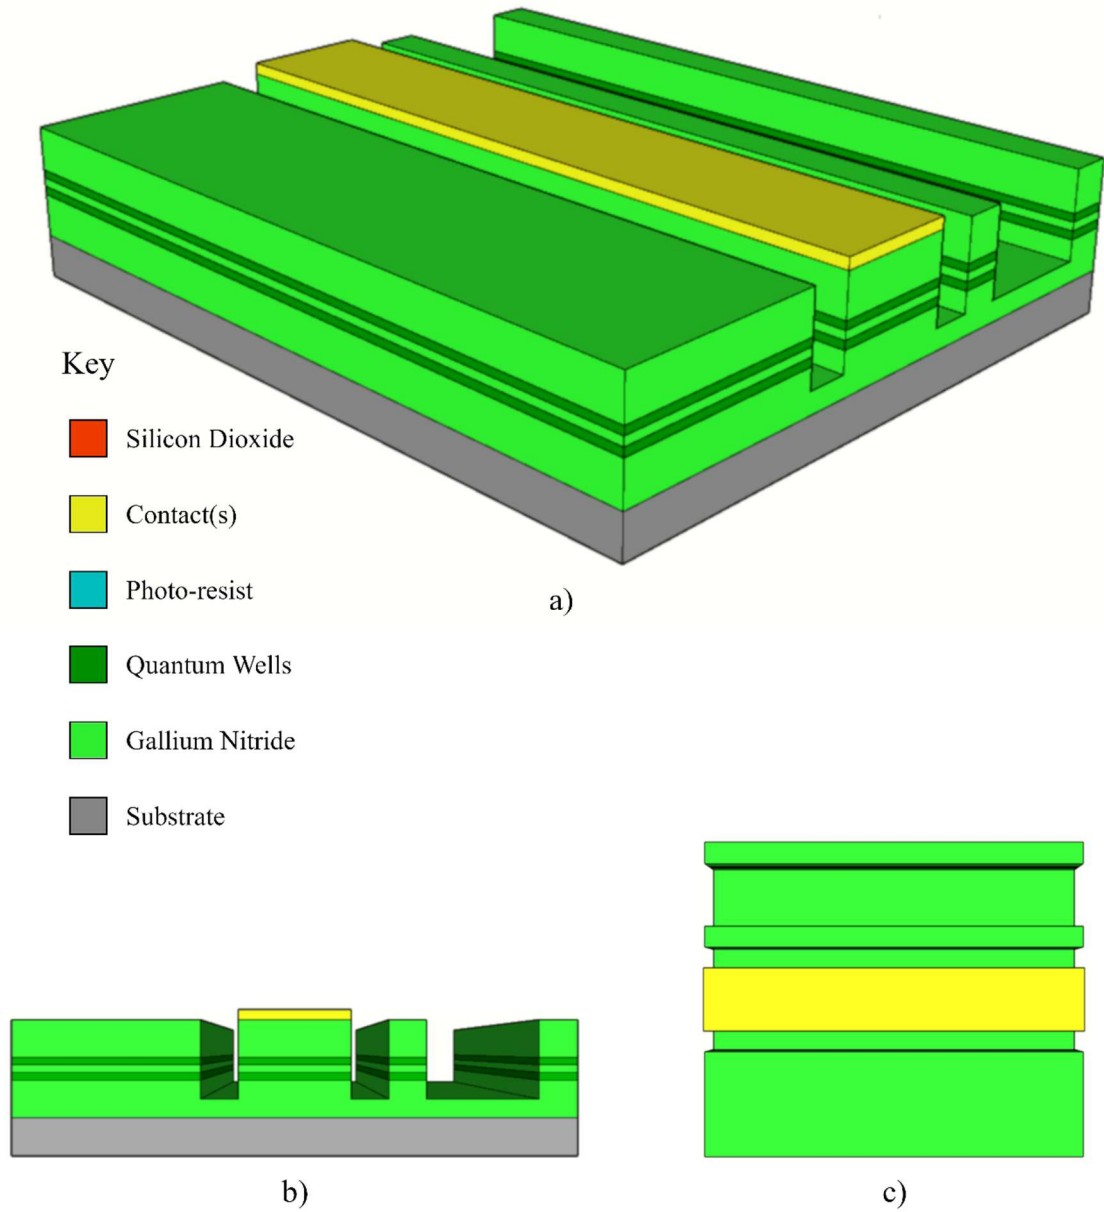 Key
Silicon Dioxide
Contact(s)
Photo-resist
a)
Quantum Wells
Gallium Nitride
Substrate
b)
c)